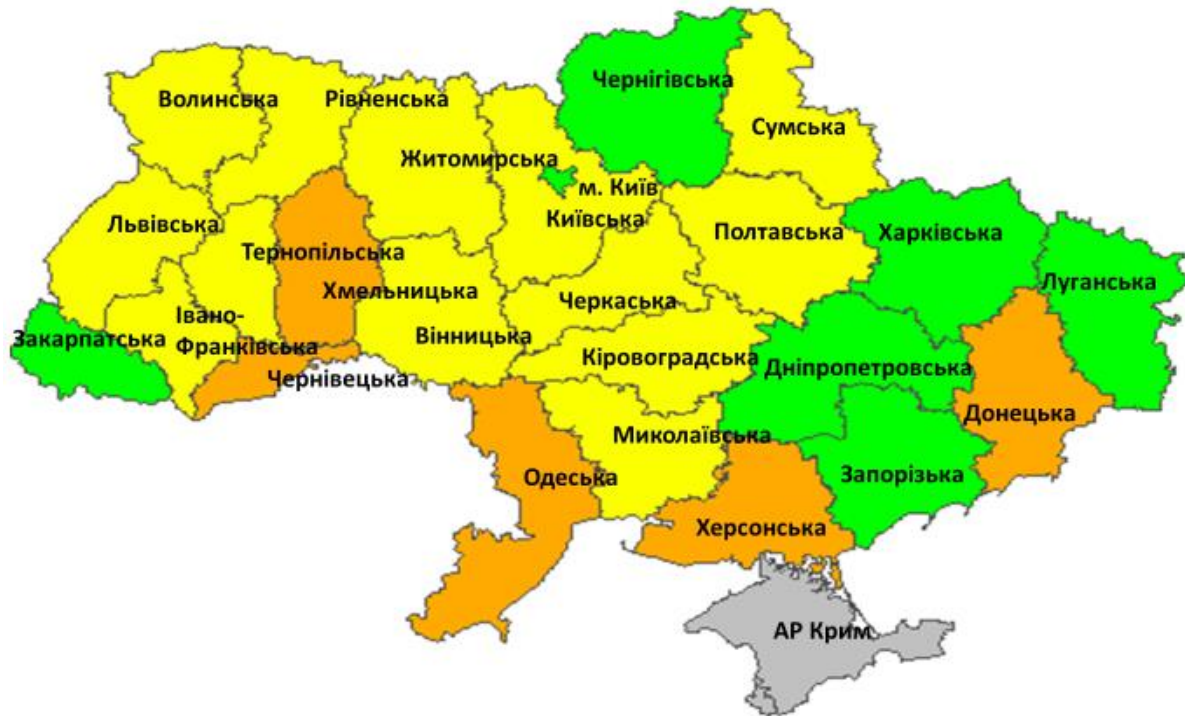 Чернігівська
Волинська
Рівненська
Сумська
Житомирська
м. Київ
Київська
Львівська
Полтавська
Харківська
Тернопільська
Луганська
Хмельницька
Черкаська
Івано-
Франківська
Закарпатська
Вінницька
Кіровоградська
Дніпропетровська
Чернівецька
Донецька
Миколаївська
Одеська
Запорізька
Херсонська
АР Крим